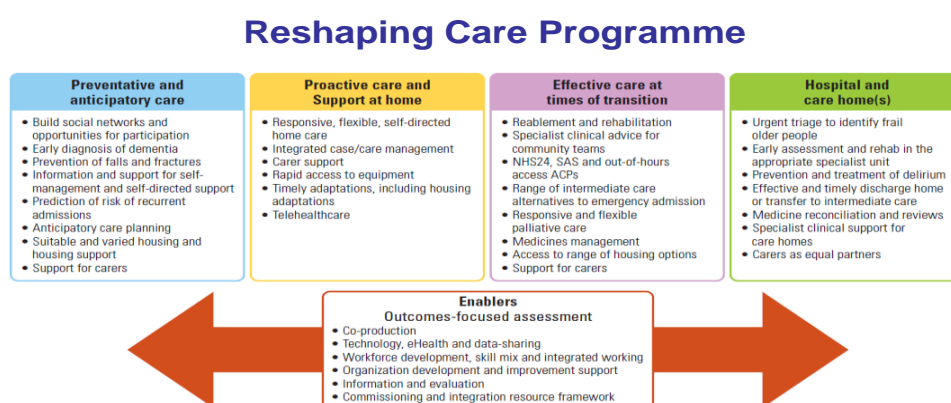 Reshaping Care Programme
Preventative and
anticipatory care
• Build social networks and
opportunities for participation
• Early diagnosis of dementia
• Prevention of falls and fractures
• Information and support for self-
management and self-directed support
• Prediction of risk of recurrent
admissions
• Anticipatory care planning
• Suitable and varied housing and
housing support
• Support for carers
Proactive care and
Support at home
• Responsive, flexible, self-directed
home care
• Integrated case/care management
• Carer support
• Rapid access to equipment
• Timely adaptations, including housing
adaptations
• Telehealthcare
Effective care at
times of transition
• Reablement and rehabilitation
• Specialist clinical advice for
community teams
• NHS24, SAS and out-of-hours
access ACPs
• Range of intermediate care
alternatives to emergency admission
• Responsive and flexible
palliative care
• Medicines management
• Access to range of housing options
• Support for carers
Hospital and
care home(s)
• Urgent triage to identify frail
older people
• Early assessment and rehab in the
appropriate specialist unit
• Prevention and treatment of delirium
• Effective and timely discharge home
or transfer to intermediate care
• Medicine reconciliation and reviews
• Specialist clinical support for
care homes
• Carers as equal partners
Enablers
Outcomes-focused assessment
• Co-production
• Technology, eHealth and data-sharing
• Workforce development, skill mix and integrated working
• Organization development and improvement support
• Information and evaluation
• Commissioning and integration resource framework